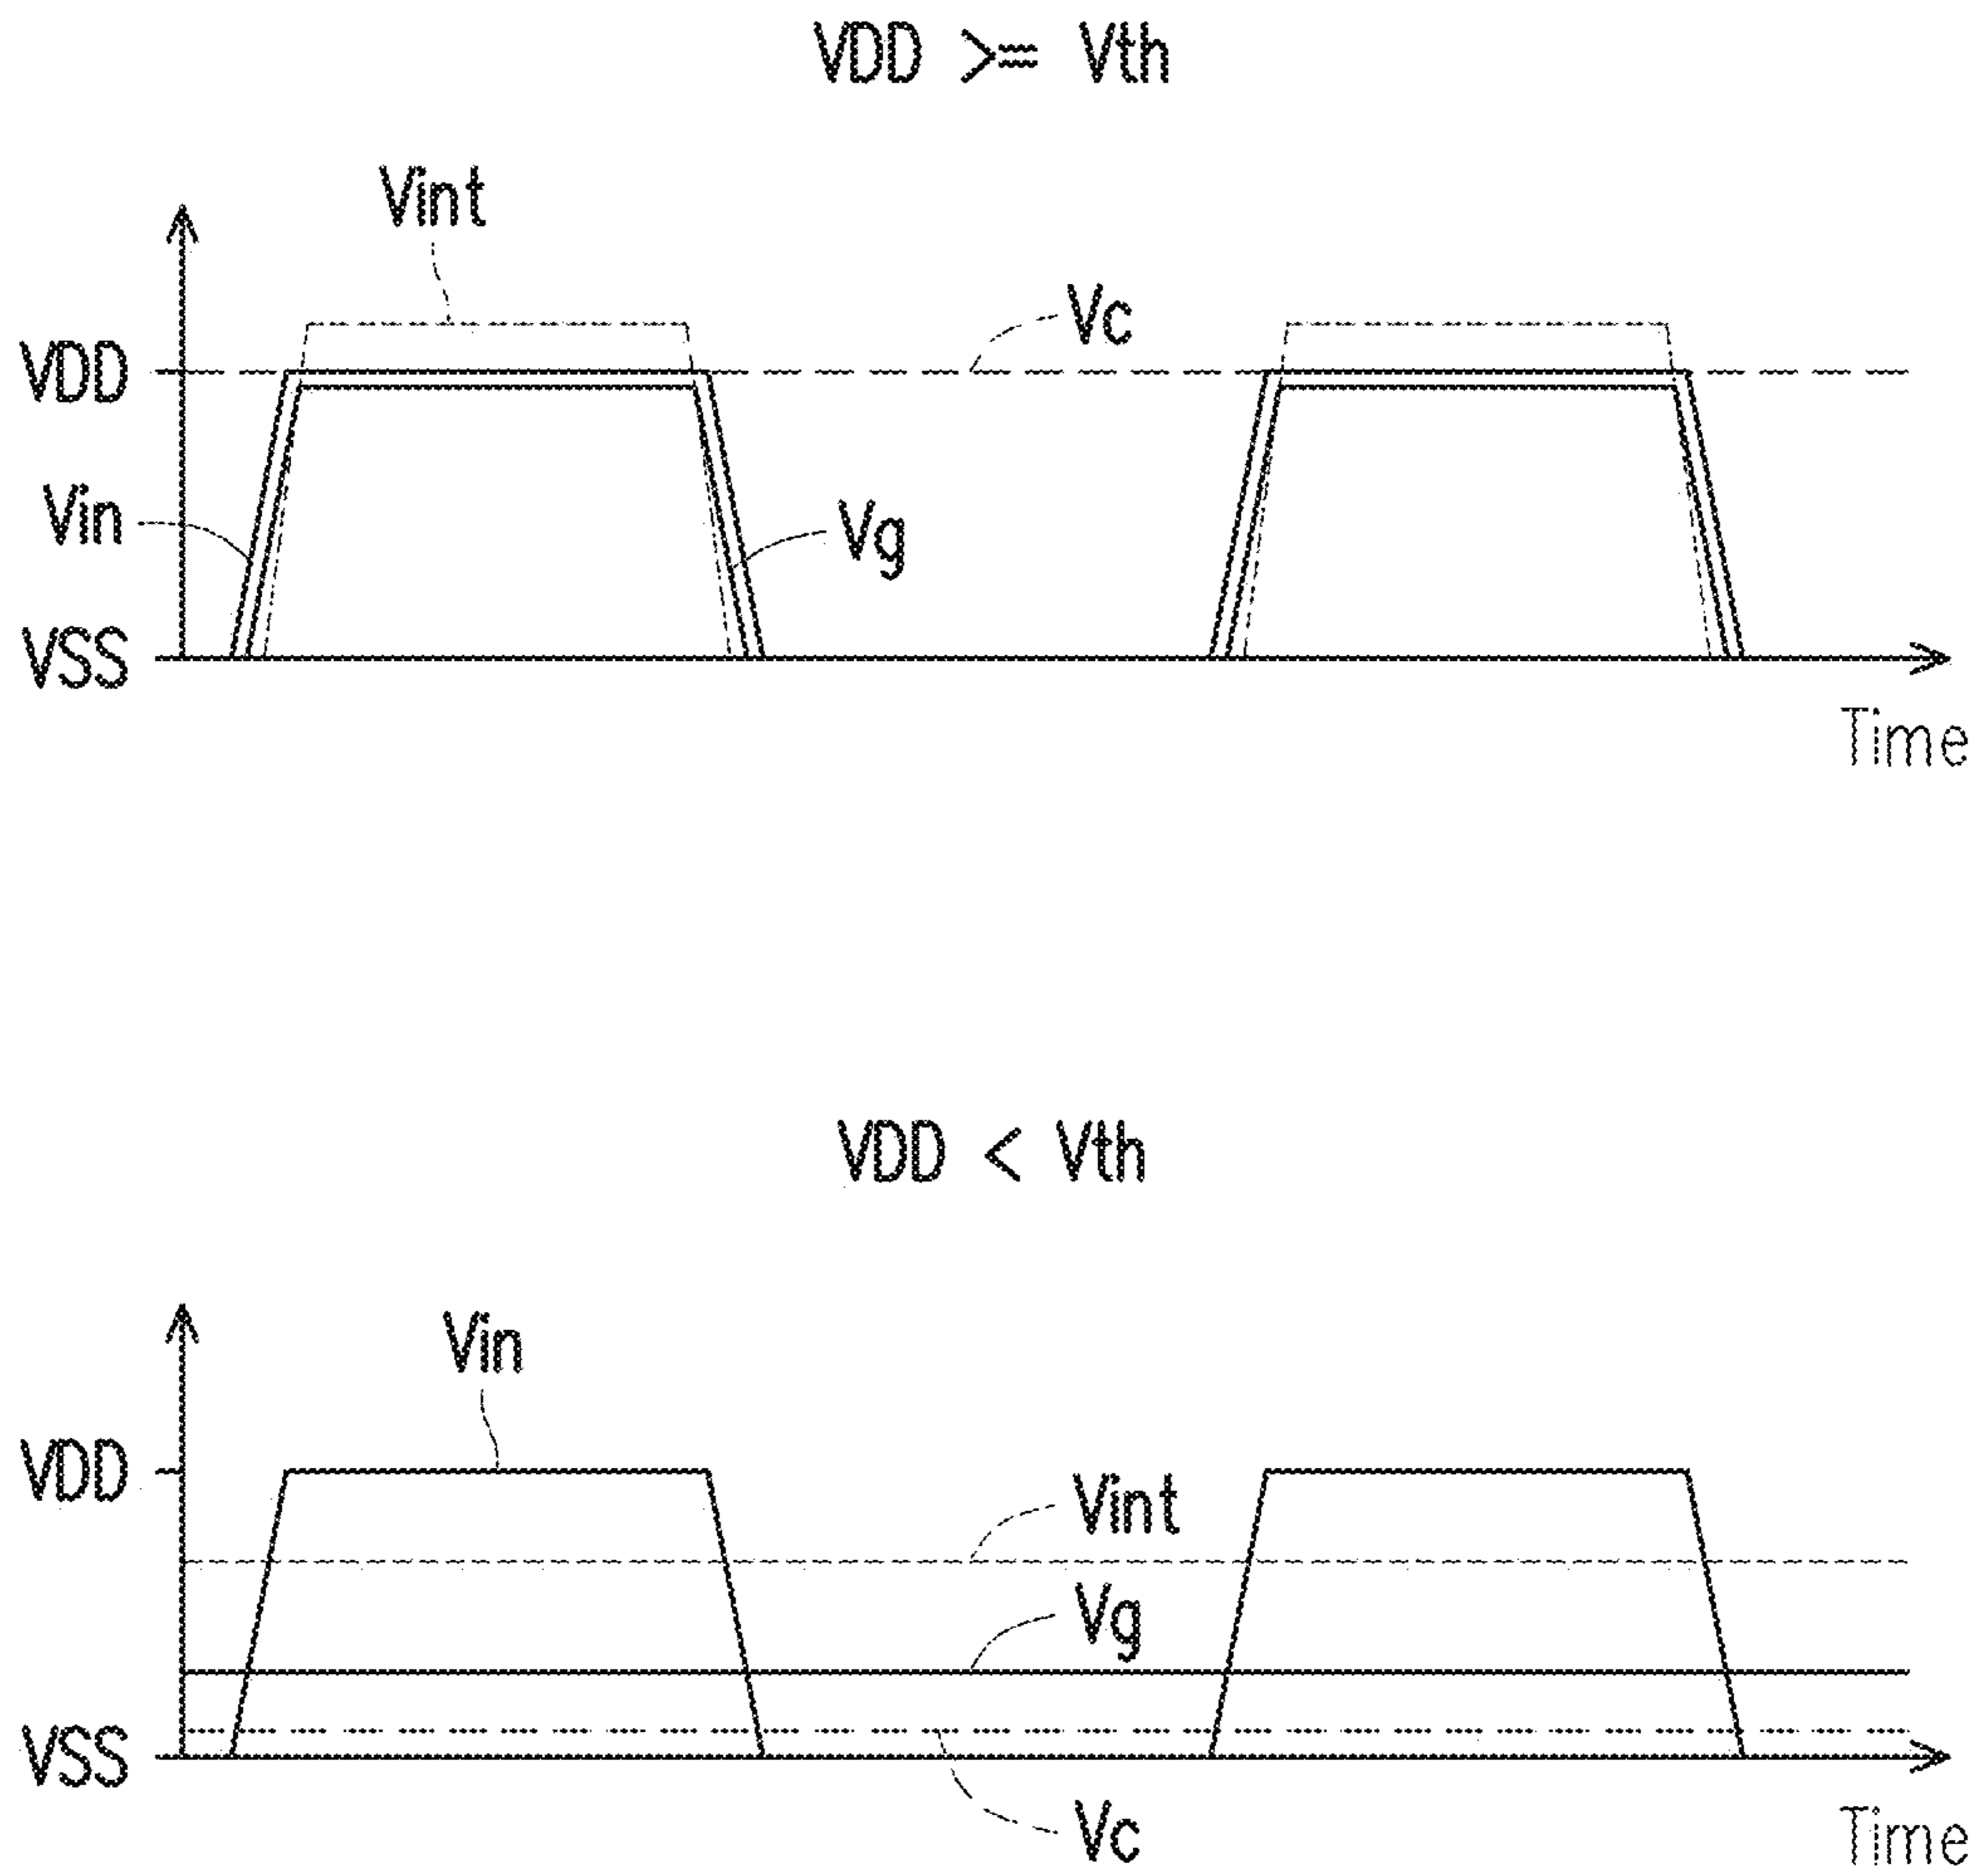 VDD >= Vth
Vint
Vc
VDD
Vin
Vg
VSS
Time
VDD < Vth
Vin
VDD
Vint
Vg
VSS
Vc
Time